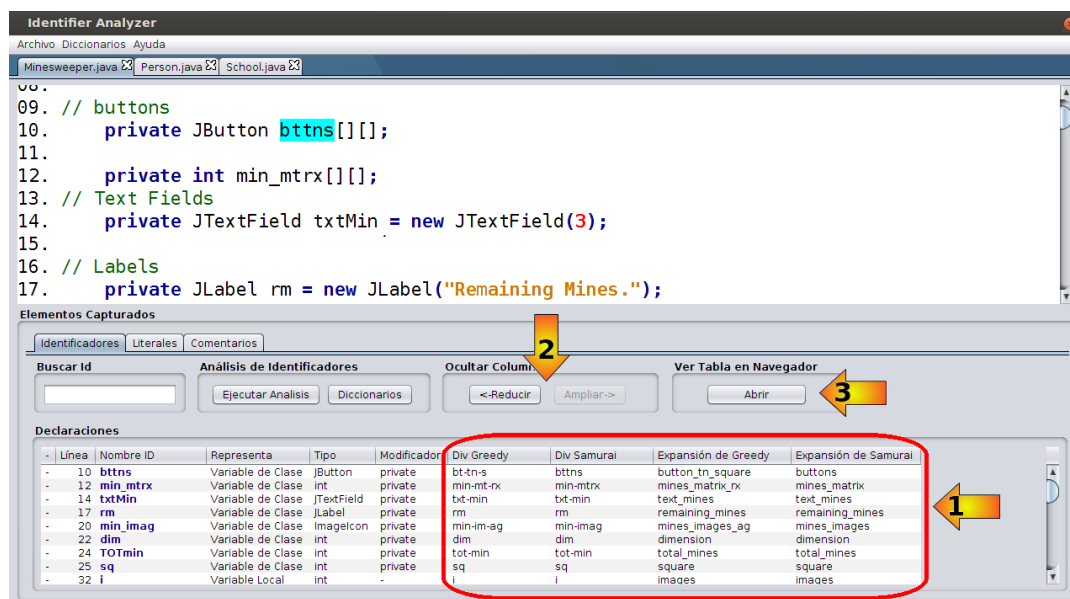 Identifier Analyzer
Archivo Diccionarios Ayuda
Minesweeper.java Person.java School.java
08.
09. // buttons
10. private JButton bttns[][];
11.
12. private int min_mtrx[][];
13. // Text Fields
14. private JTextField txtMin = new JTextField(3);
15.
16. // Labels
17. private JLabel rm = new JLabel("Remaining Mines.");
Elementos Capturados
Identificadores Literales Comentarios
2
Buscar Id Análisis de Identificadores Ocultar Colum Ver Tabla en Navegador
Ejecutar Analisis Diccionarios <-Reducir Ampliar-> Abrir 3
Declaraciones
- Línea Nombre ID Representa Tipo Modificador Div Greedy Div Samurai Expansión de Greedy Expansión de Samurai
- 10 bttns Variable de Clase JButton private bt-tn-s bttns button_tn_square buttons
- 12 min_mtrx Variable de Clase int private min-mt-rx min-mtrx mines_matrix_rx mines_matrix
- 14 txtMin Variable de Clase JTextField private txt-min txt-min text_mines text_mines
- 17 rm Variable de Clase JLabel private rm rm remaining_mines remaining_mines
1
- 20 min_imag Variable de Clase ImageIcon private min-im-ag min-imag mines_images_ag mines_images
- 22 dim Variable de Clase int private dim dim dimension dimension
- 24 TOTmin Variable de Clase int private tot-min tot-min total_mines total_mines
- 25 sq Variable de Clase int private sq sq square square
- 32 i Variable Local int - i i images images